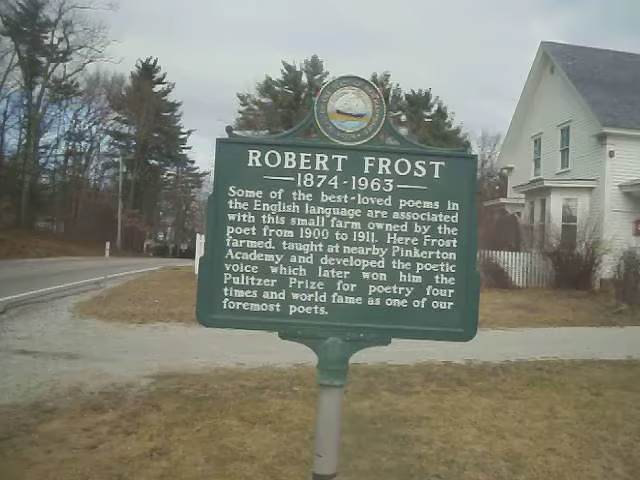 ROBERT FROST
1874-1963
Some of the best-loved poems in
the English language are associated
with this small farm owned by the
poet from 1900 to 1911. Here Frost
farmed, taught at nearby Pinkerton
Academy and developed the poetic
voice which later won him the
Pulitzer Prize for poetry four
times and world fame as one of our
foremost poets.